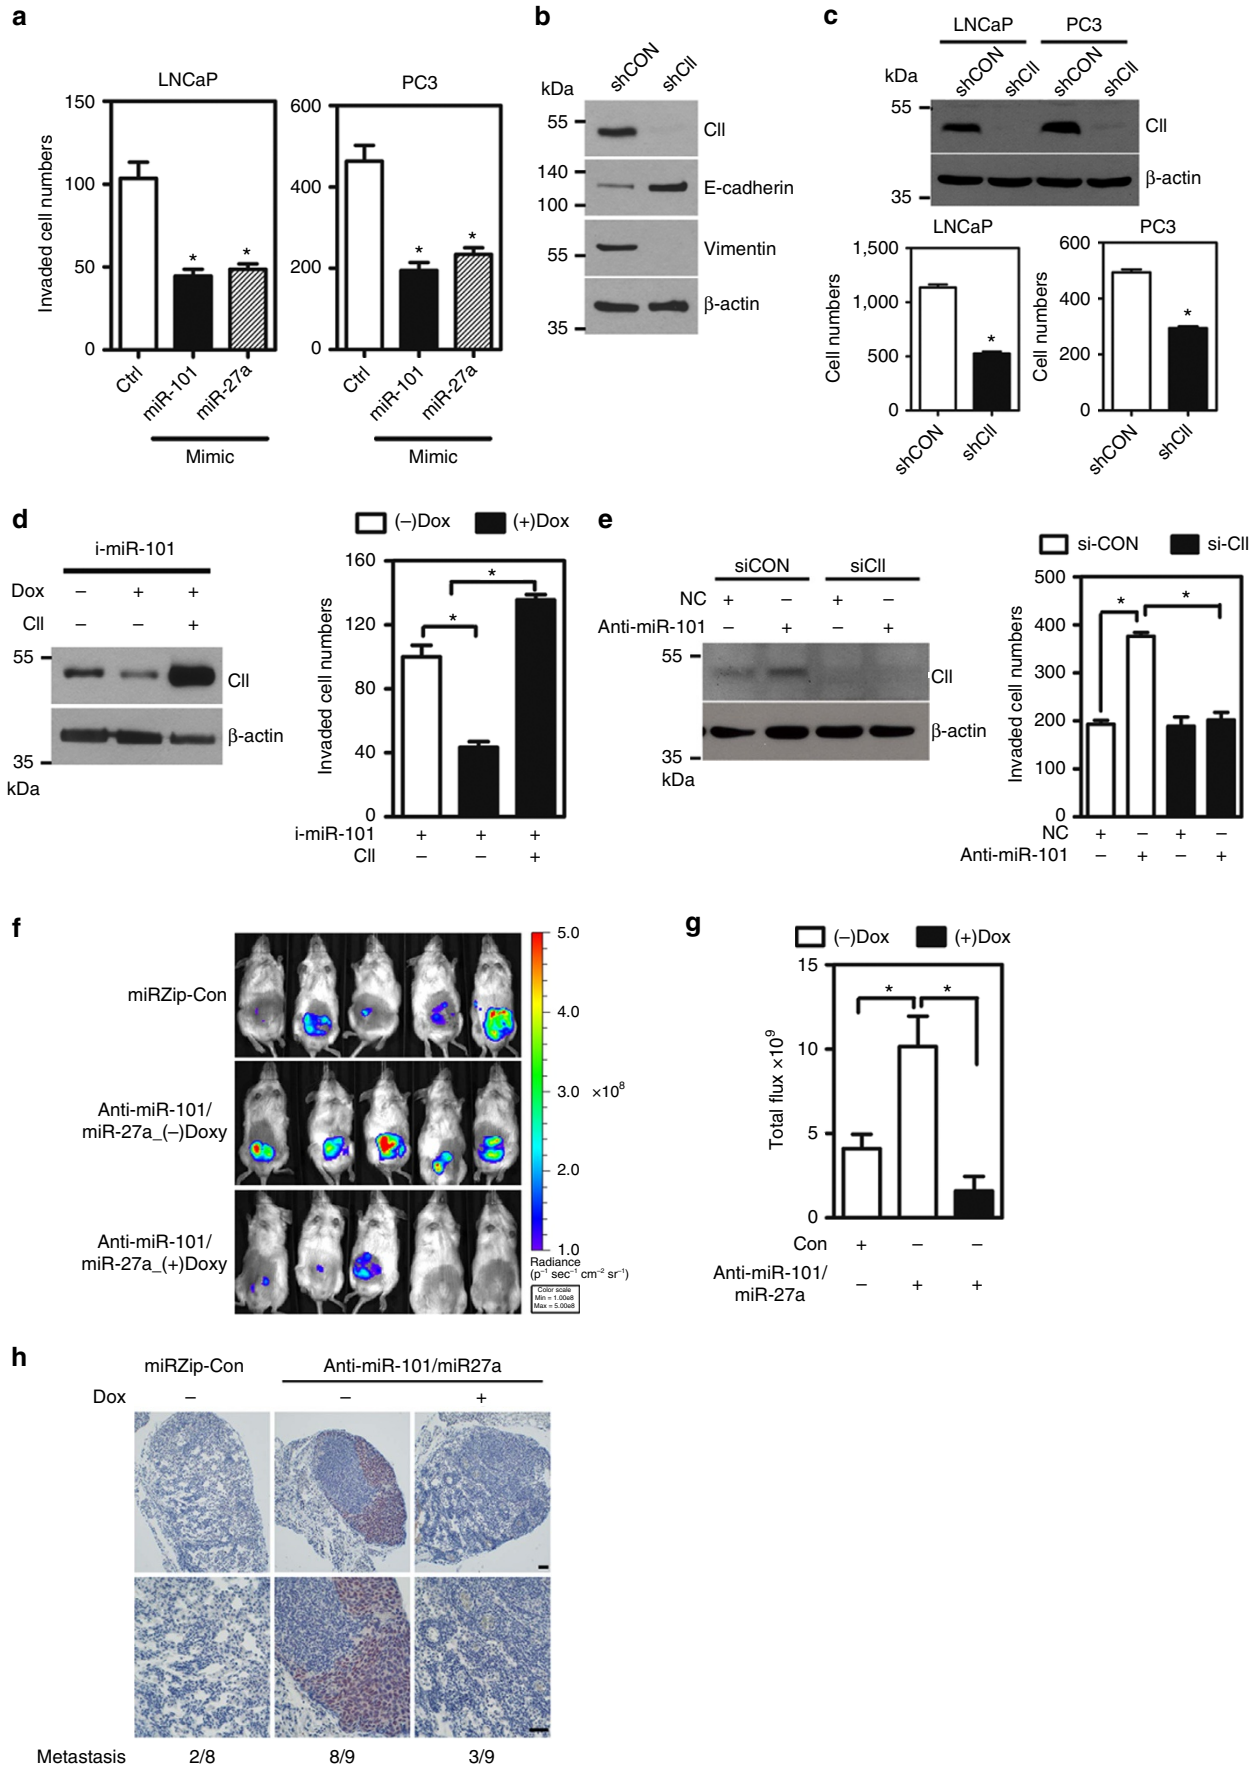 a
LNCaP
PC3
Invaded cell numbers
150
100
50
0
600
400
200
0
* * * *
Ctrl
miR-101
miR-27a
Mimic
Ctrl
miR-101
miR-27a
Mimic
b
shCON shCII
kDa
55
CII
140
100
E-cadherin
55
Vimentin
β-actin
35
c
LNCaP PC3
shCON shCII shCON shCII
kDa
55
CII
β-actin
35
LNCaP
Cell numbers
1,500
1,000
500
0
*
shCON shCII
PC3
Cell numbers
600
400
200
0
*
shCON shCII
d
i-miR-101
Dox – + +
CII – – +
55
CII
β-actin
35
kDa
(–)Dox (+)Dox
Invaded cell numbers
160
120
80
40
0
* *
i-miR-101 + + +
CII – – +
e
siCON siCII
NC + – + –
Anti-miR-101 – + – +
55
CII
β-actin
35
kDa
si-CON si-CII
Invaded cell numbers
500
400
300
200
100
0
* *
NC + – + –
Anti-miR-101 – + – +
f
miRZip-Con
Anti-miR-101/
miR-27a_(–)Doxy
Anti-miR-101/
miR-27a_(+)Doxy
5.0
4.0
3.0 ×10⁸
2.0
1.0
Radiance
(p⁻¹ sec⁻¹ cm⁻² sr⁻¹)
Color scale
Min = 1.00e8
Max = 5.00e8
g
(–)Dox (+)Dox
Total flux ×10⁹
15
10
5
0
* *
Con + – –
Anti-miR-101/
miR-27a – + +
h
miRZip-Con Anti-miR-101/miR27a
Dox – – +
Metastasis 2/8 8/9 3/9